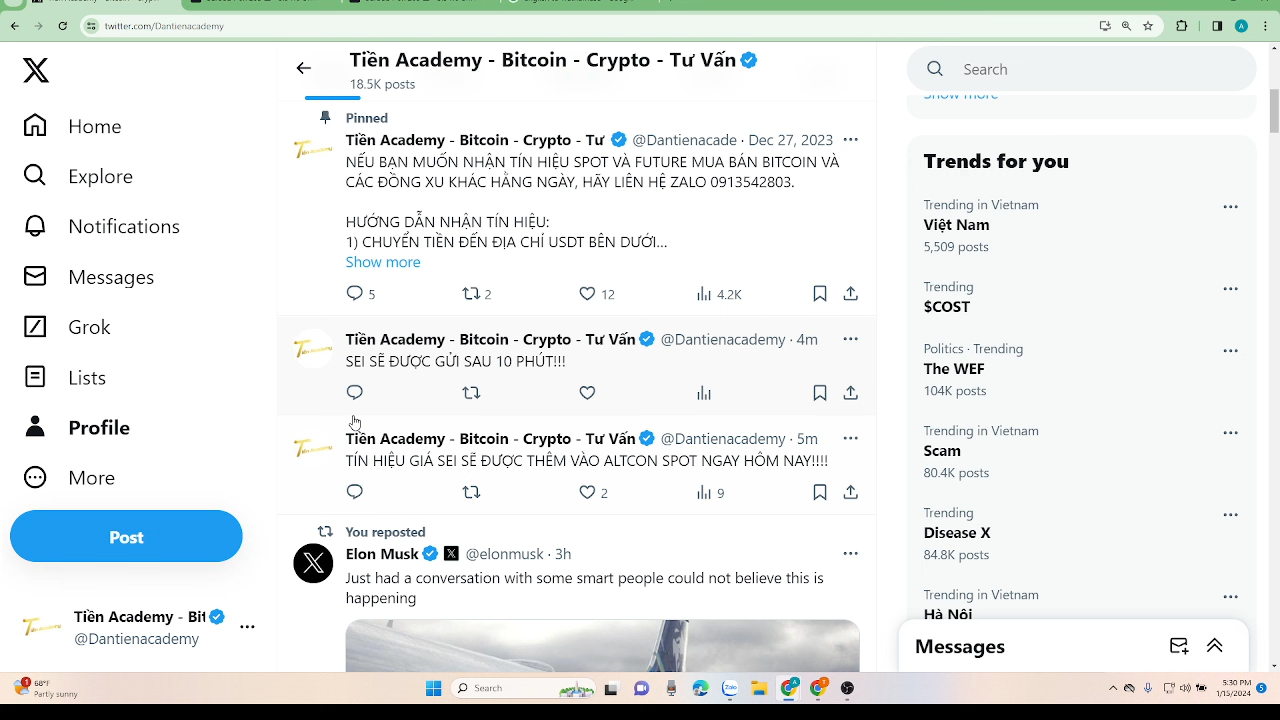 twitter.com/Dantienacademy
A
X
Tiền Academy - Bitcoin - Crypto - Tư Vấn
18.5K posts
Home
Explore
Notifications
Messages
Grok
Lists
Profile
More
Post
Tiền Academy - Bit
@Dantienacademy
Pinned
Tiền Academy - Bitcoin - Crypto - Tư @Dantienacade · Dec 27, 2023
NẾU BẠN MUỐN NHẬN TÍN HIỆU SPOT VÀ FUTURE MUA BÁN BITCOIN VÀ
CÁC ĐỒNG XU KHÁC HẰNG NGÀY, HÃY LIÊN HỆ ZALO 0913542803.
HƯỚNG DẪN NHẬN TÍN HIỆU:
1) CHUYỂN TIỀN ĐẾN ĐỊA CHỈ USDT BÊN DƯỚI...
Show more
5 2 12 4.2K
Tiền Academy - Bitcoin - Crypto - Tư Vấn @Dantienacademy · 4m
SEI SẼ ĐƯỢC GỬI SAU 10 PHÚT!!!
Tiền Academy - Bitcoin - Crypto - Tư Vấn @Dantienacademy · 5m
TÍN HIỆU GIÁ SEI SẼ ĐƯỢC THÊM VÀO ALTCON SPOT NGAY HÔM NAY!!!!
2 9
You reposted
Elon Musk X @elonmusk · 3h
Just had a conversation with some smart people could not believe this is
happening
Search
Show more
Trends for you
Trending in Vietnam
Việt Nam
5,509 posts
Trending
$COST
Politics · Trending
The WEF
104K posts
Trending in Vietnam
Scam
80.4K posts
Trending
Disease X
84.8K posts
Trending in Vietnam
Hà Nội
Messages
1
68°F
Partly sunny
Search
Zalo
5:30 PM
1/15/2024
5